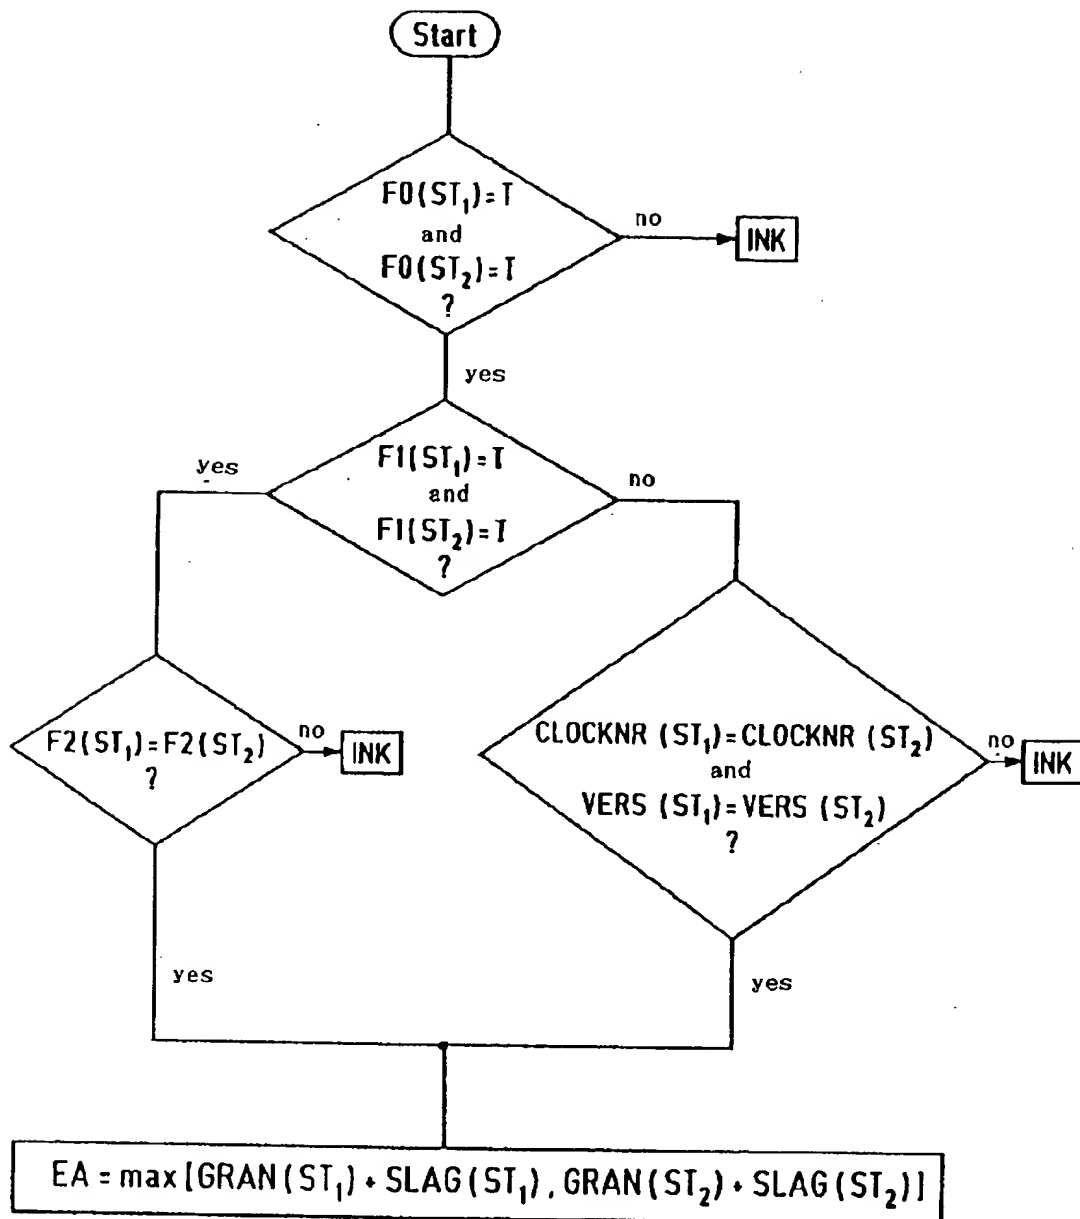 Start
F0(ST₁)=T
and
F0(ST₂)=T
?
no
INK
yes
F1(ST₁)=T
and
F1(ST₂)=T
?
yes
no
F2(ST₁)=F2(ST₂)
?
no
INK
CLOCKNR (ST₁)=CLOCKNR (ST₂)
and
VERS (ST₁)=VERS (ST₂)
?
no
INK
yes
yes
EA = max [GRAN(ST₁) + SLAG(ST₁), GRAN(ST₂) + SLAG(ST₂)]